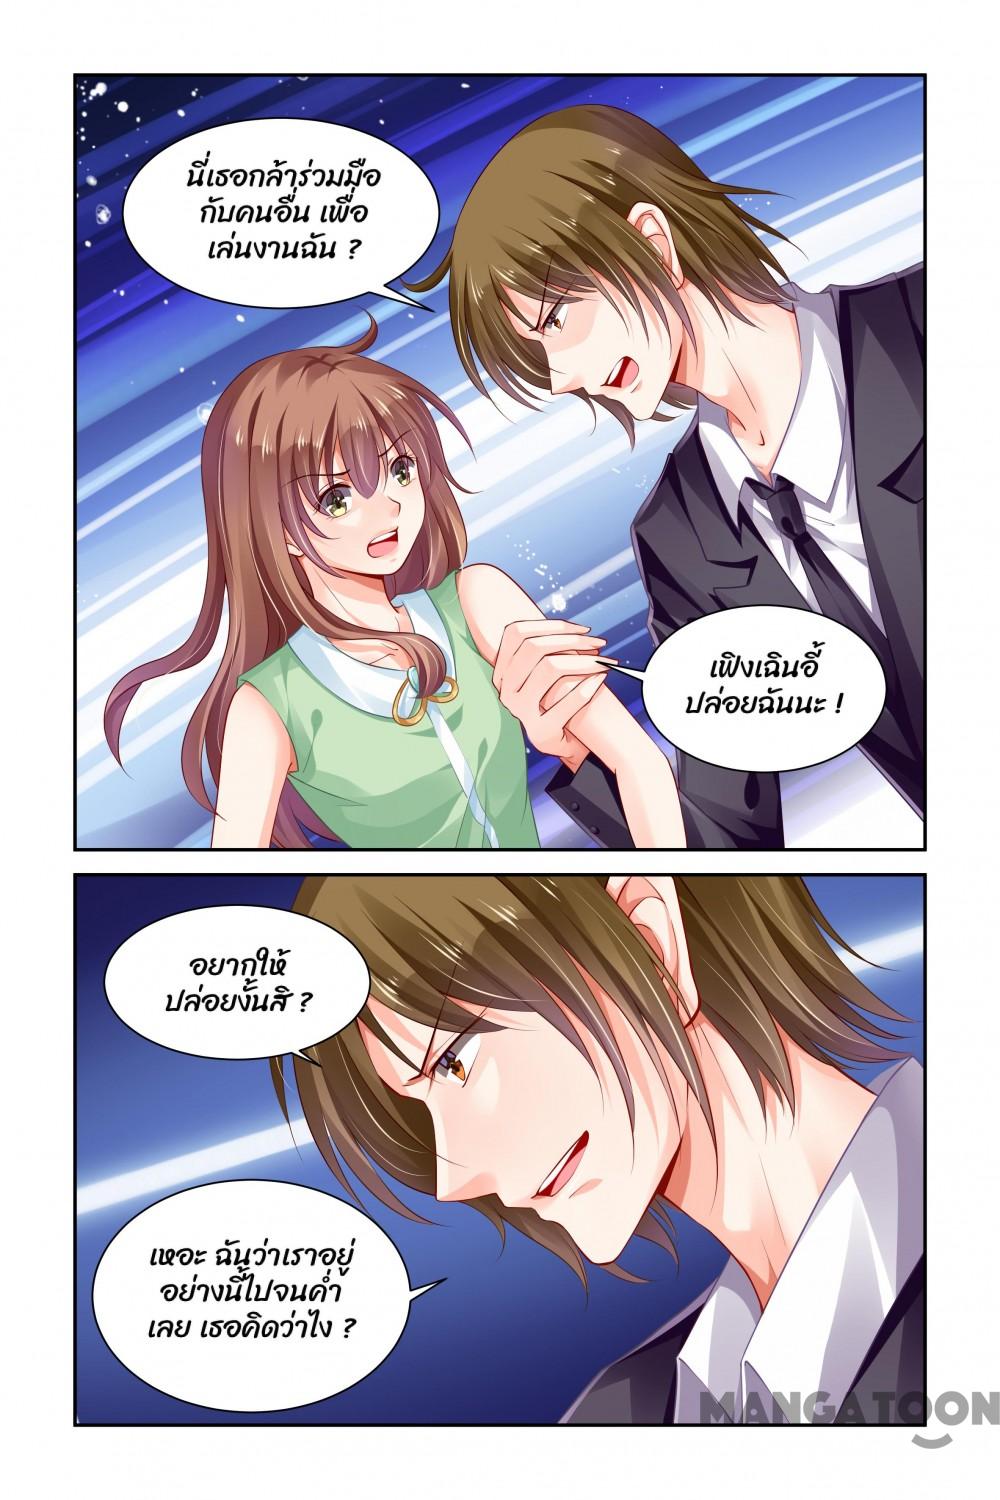 นี่เธอกล้าร่วมมือ
กับคนอื่น เพื่อ
เล่นงานฉัน ?
เฟิงเฉินอี้
ปล่อยฉันนะ !
อยากให้
ปล่อยงั้นสิ ?
เหอะ ฉันว่าเราอยู่
อย่างนี้ไปจนค่ำ
เลย เธอคิดว่าไง ?
MANGATOON